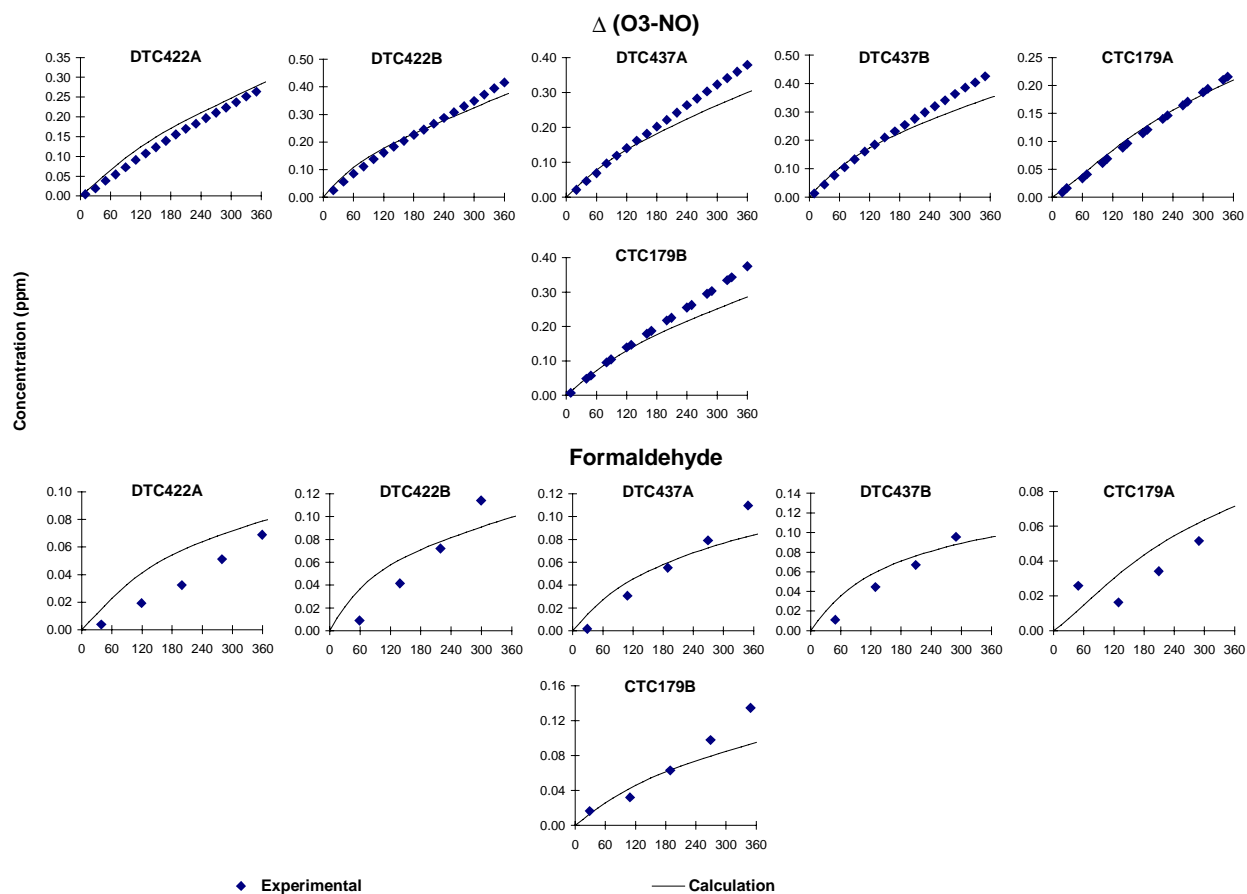 Δ (O3-NO)
DTC422A
0.35
0.30
0.25
0.20
0.15
0.10
0.05
0.00
0 60 120 180 240 300 360
DTC422B
0.50
0.40
0.30
0.20
0.10
0.00
0 60 120 180 240 300 360
DTC437A
0.40
0.30
0.20
0.10
0.00
0 60 120 180 240 300 360
DTC437B
0.50
0.40
0.30
0.20
0.10
0.00
0 60 120 180 240 300 360
CTC179A
0.25
0.20
0.15
0.10
0.05
0.00
0 60 120 180 240 300 360
CTC179B
0.40
0.30
0.20
0.10
0.00
0 60 120 180 240 300 360
Concentration (ppm)
Formaldehyde
DTC422A
0.10
0.08
0.06
0.04
0.02
0.00
0 60 120 180 240 300 360
DTC422B
0.12
0.10
0.08
0.06
0.04
0.02
0.00
0 60 120 180 240 300 360
DTC437A
0.12
0.10
0.08
0.06
0.04
0.02
0.00
0 60 120 180 240 300 360
DTC437B
0.14
0.12
0.10
0.08
0.06
0.04
0.02
0.00
0 60 120 180 240 300 360
CTC179A
0.08
0.06
0.04
0.02
0.00
0 60 120 180 240 300 360
CTC179B
0.16
0.12
0.08
0.04
0.00
0 60 120 180 240 300 360
Experimental
Calculation